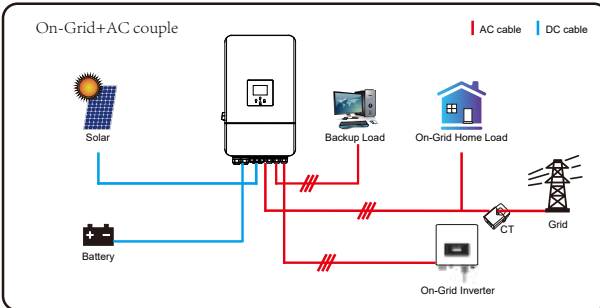 On-Grid+AC couple
AC cable
DC cable
Solar
Backup Load
On-Grid Home Load
CT
Grid
Battery
On-Grid Inverter